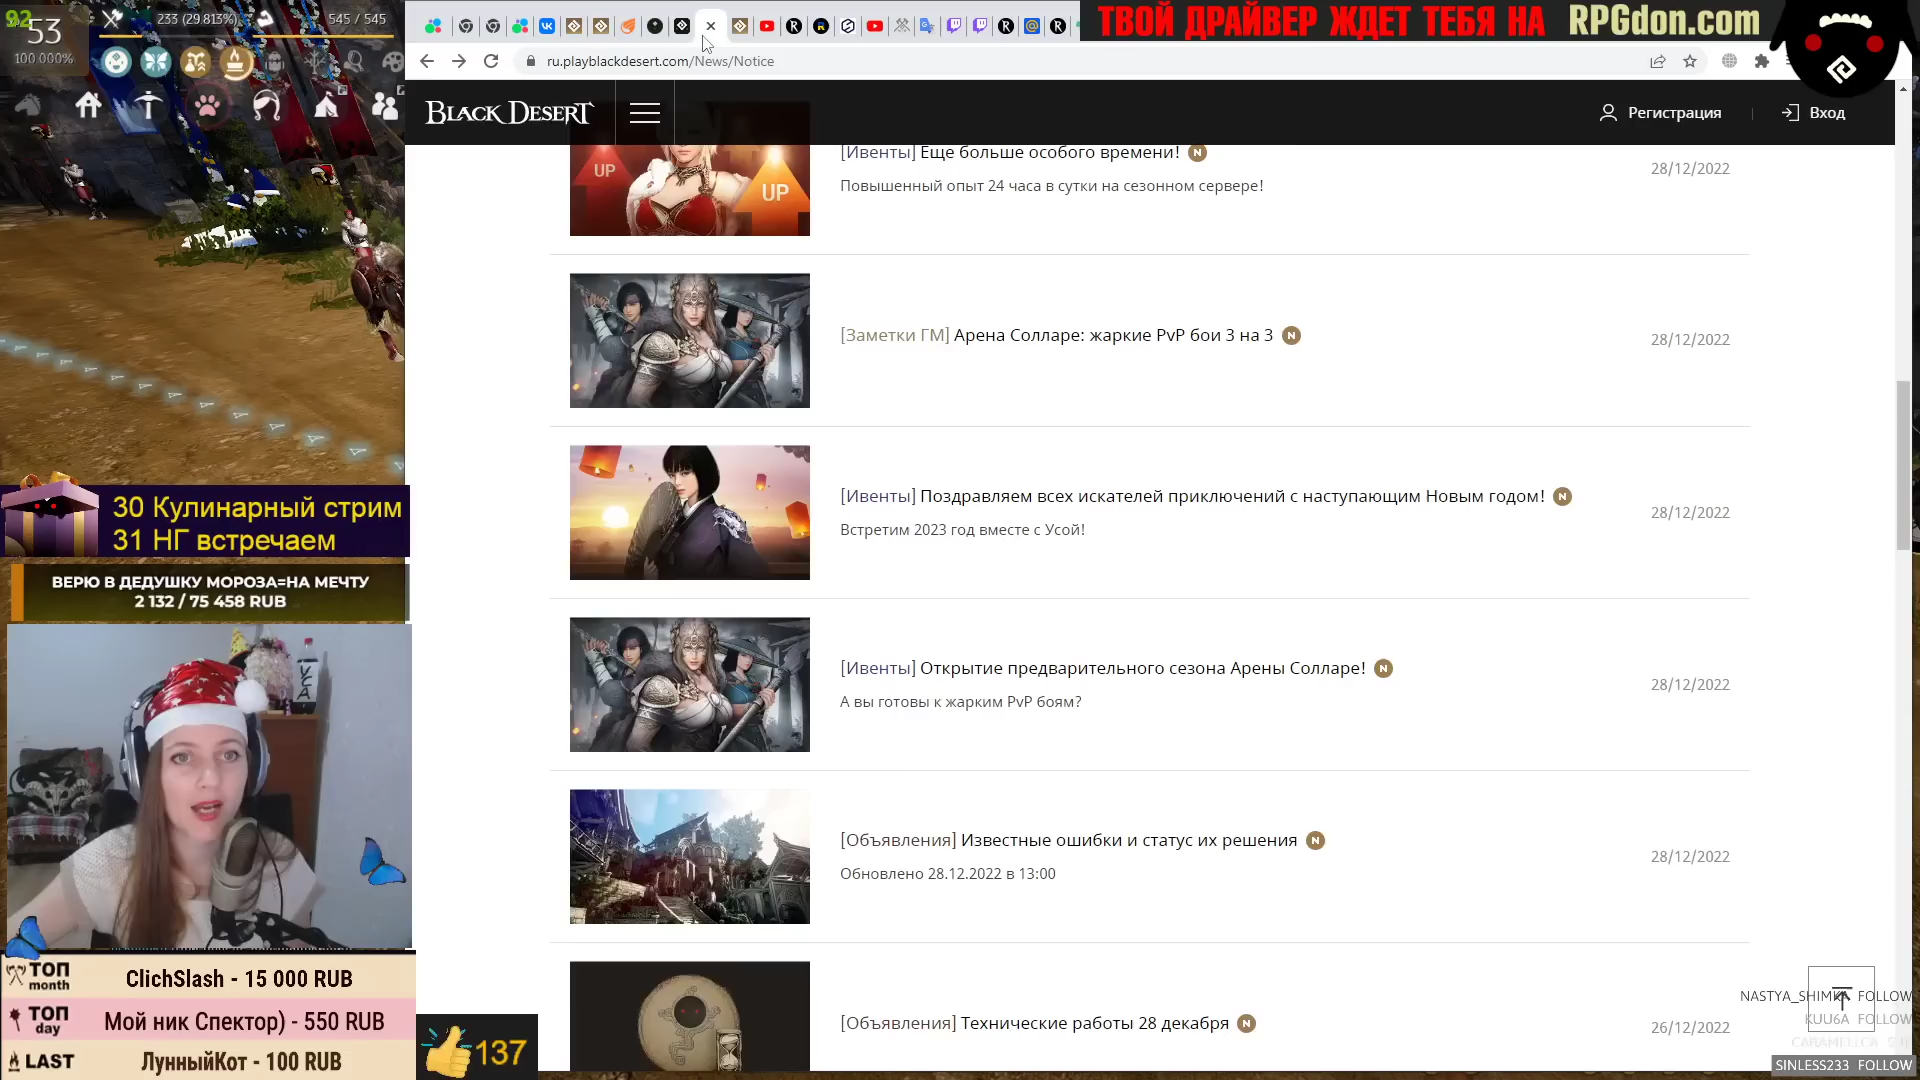 92
53
100 000%
233 (29.813%)
545 / 545
ТВОЙ ДРАЙВЕР ЖДЕТ ТЕБЯ НА RPGdon.com
ru.playblackdesert.com/News/Notice
BLACK DESERT
Регистрация
Вход
UP
UP
[Ивенты] Еще больше особого времени! N
28/12/2022
Повышенный опыт 24 часа в сутки на сезонном сервере!
[Заметки ГМ] Арена Солларе: жаркие PvP бои 3 на 3 N
28/12/2022
[Ивенты] Поздравляем всех искателей приключений с наступающим Новым годом! N
28/12/2022
Встретим 2023 год вместе с Усой!
[Ивенты] Открытие предварительного сезона Арены Солларе! N
28/12/2022
А вы готовы к жарким PvP боям?
[Объявления] Известные ошибки и статус их решения N
28/12/2022
Обновлено 28.12.2022 в 13:00
[Объявления] Технические работы 28 декабря N
26/12/2022
30 Кулинарный стрим
31 НГ встречаем
ВЕРЮ В ДЕДУШКУ МОРОЗА=НА МЕЧТУ
2 132 / 75 458 RUB
УСА
ТОП month
ClichSlash - 15 000 RUB
ТОП day
Мой ник Спектор) - 550 RUB
LAST
ЛунныйКот - 100 RUB
137
NASTYA_SHIMKA FOLLOW
KUU6A FOLLOW
SINLESS233 FOLLOW